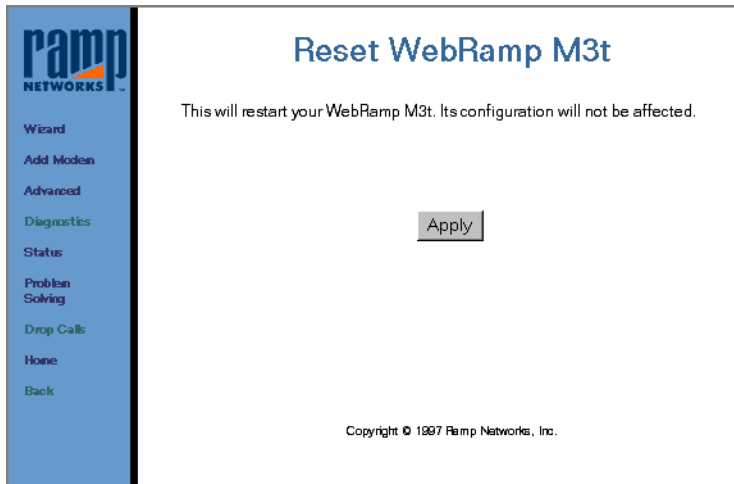 ramp
NETWORKS
Wizard
Add Modem
Advanced
Diagnostics
Status
Problem
Solving
Drop Calls
Home
Back
Reset WebRamp M3t
This will restart your WebRamp M3t. Its configuration will not be affected.
Apply
Copyright © 1997 Ramp Networks, Inc.